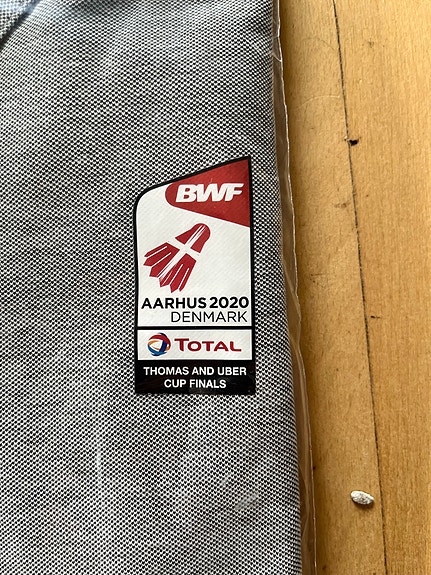 BWF
AARHUS 2020
DENMARK
TOTAL
THOMAS AND UBER
CUP FINALS